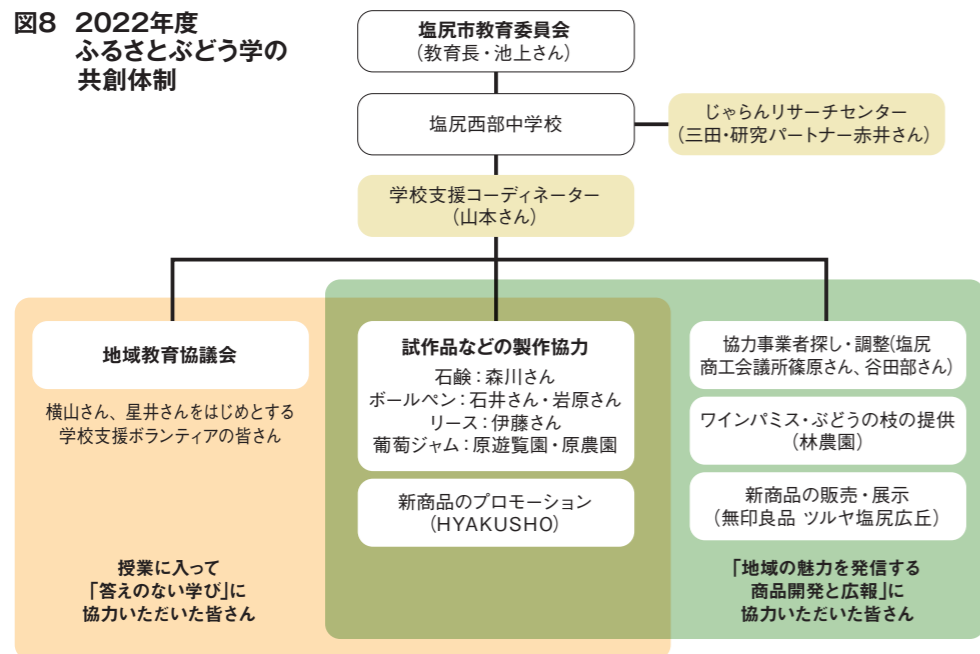 図8 2022年度
ふるさとぶどう学の
共創体制
塩尻市教育委員会
(教育長・池上さん)
塩尻西部中学校
じゃらんリサーチセンター
(三田・研究パートナー赤井さん)
学校支援コーディネーター
(山本さん)
地域教育協議会
横山さん、星井さんをはじめとする
学校支援ボランティアの皆さん
授業に入って
「答えのない学び」に
協力いただいた皆さん
試作品などの製作協力
石鹸:森川さん
ボールペン:石井さん・岩原さん
リース:伊藤さん
葡萄ジャム:原遊覧園・原農園
新商品のプロモーション
(HYAKUSHO)
協力事業者探し・調整(塩尻
商工会議所篠原さん、谷田部さん)
ワインパミス・ぶどうの枝の提供
(林農園)
新商品の販売・展示
(無印良品 ツルヤ塩尻広丘)
「地域の魅力を発信する
商品開発と広報」に
協力いただいた皆さん